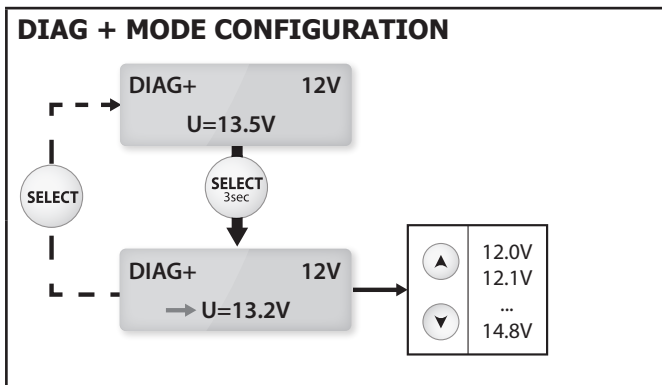 DIAG + MODE CONFIGURATION
DIAG+ 12V
U=13.5V
SELECT
SELECT
3sec
DIAG+ 12V
U=13.2V
12.0V
12.1V
...
14.8V